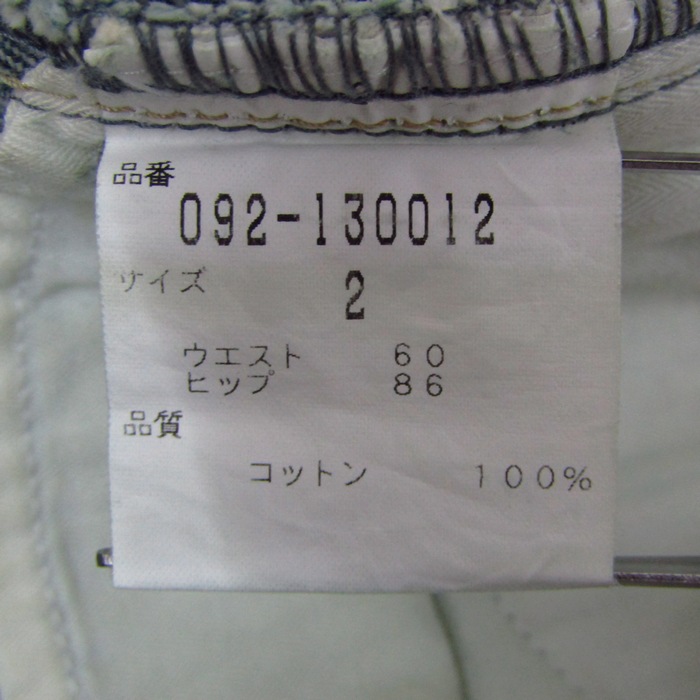 品番
092-130012
サイズ 2
ウエスト 60
ヒップ 86
品質
コットン 100%